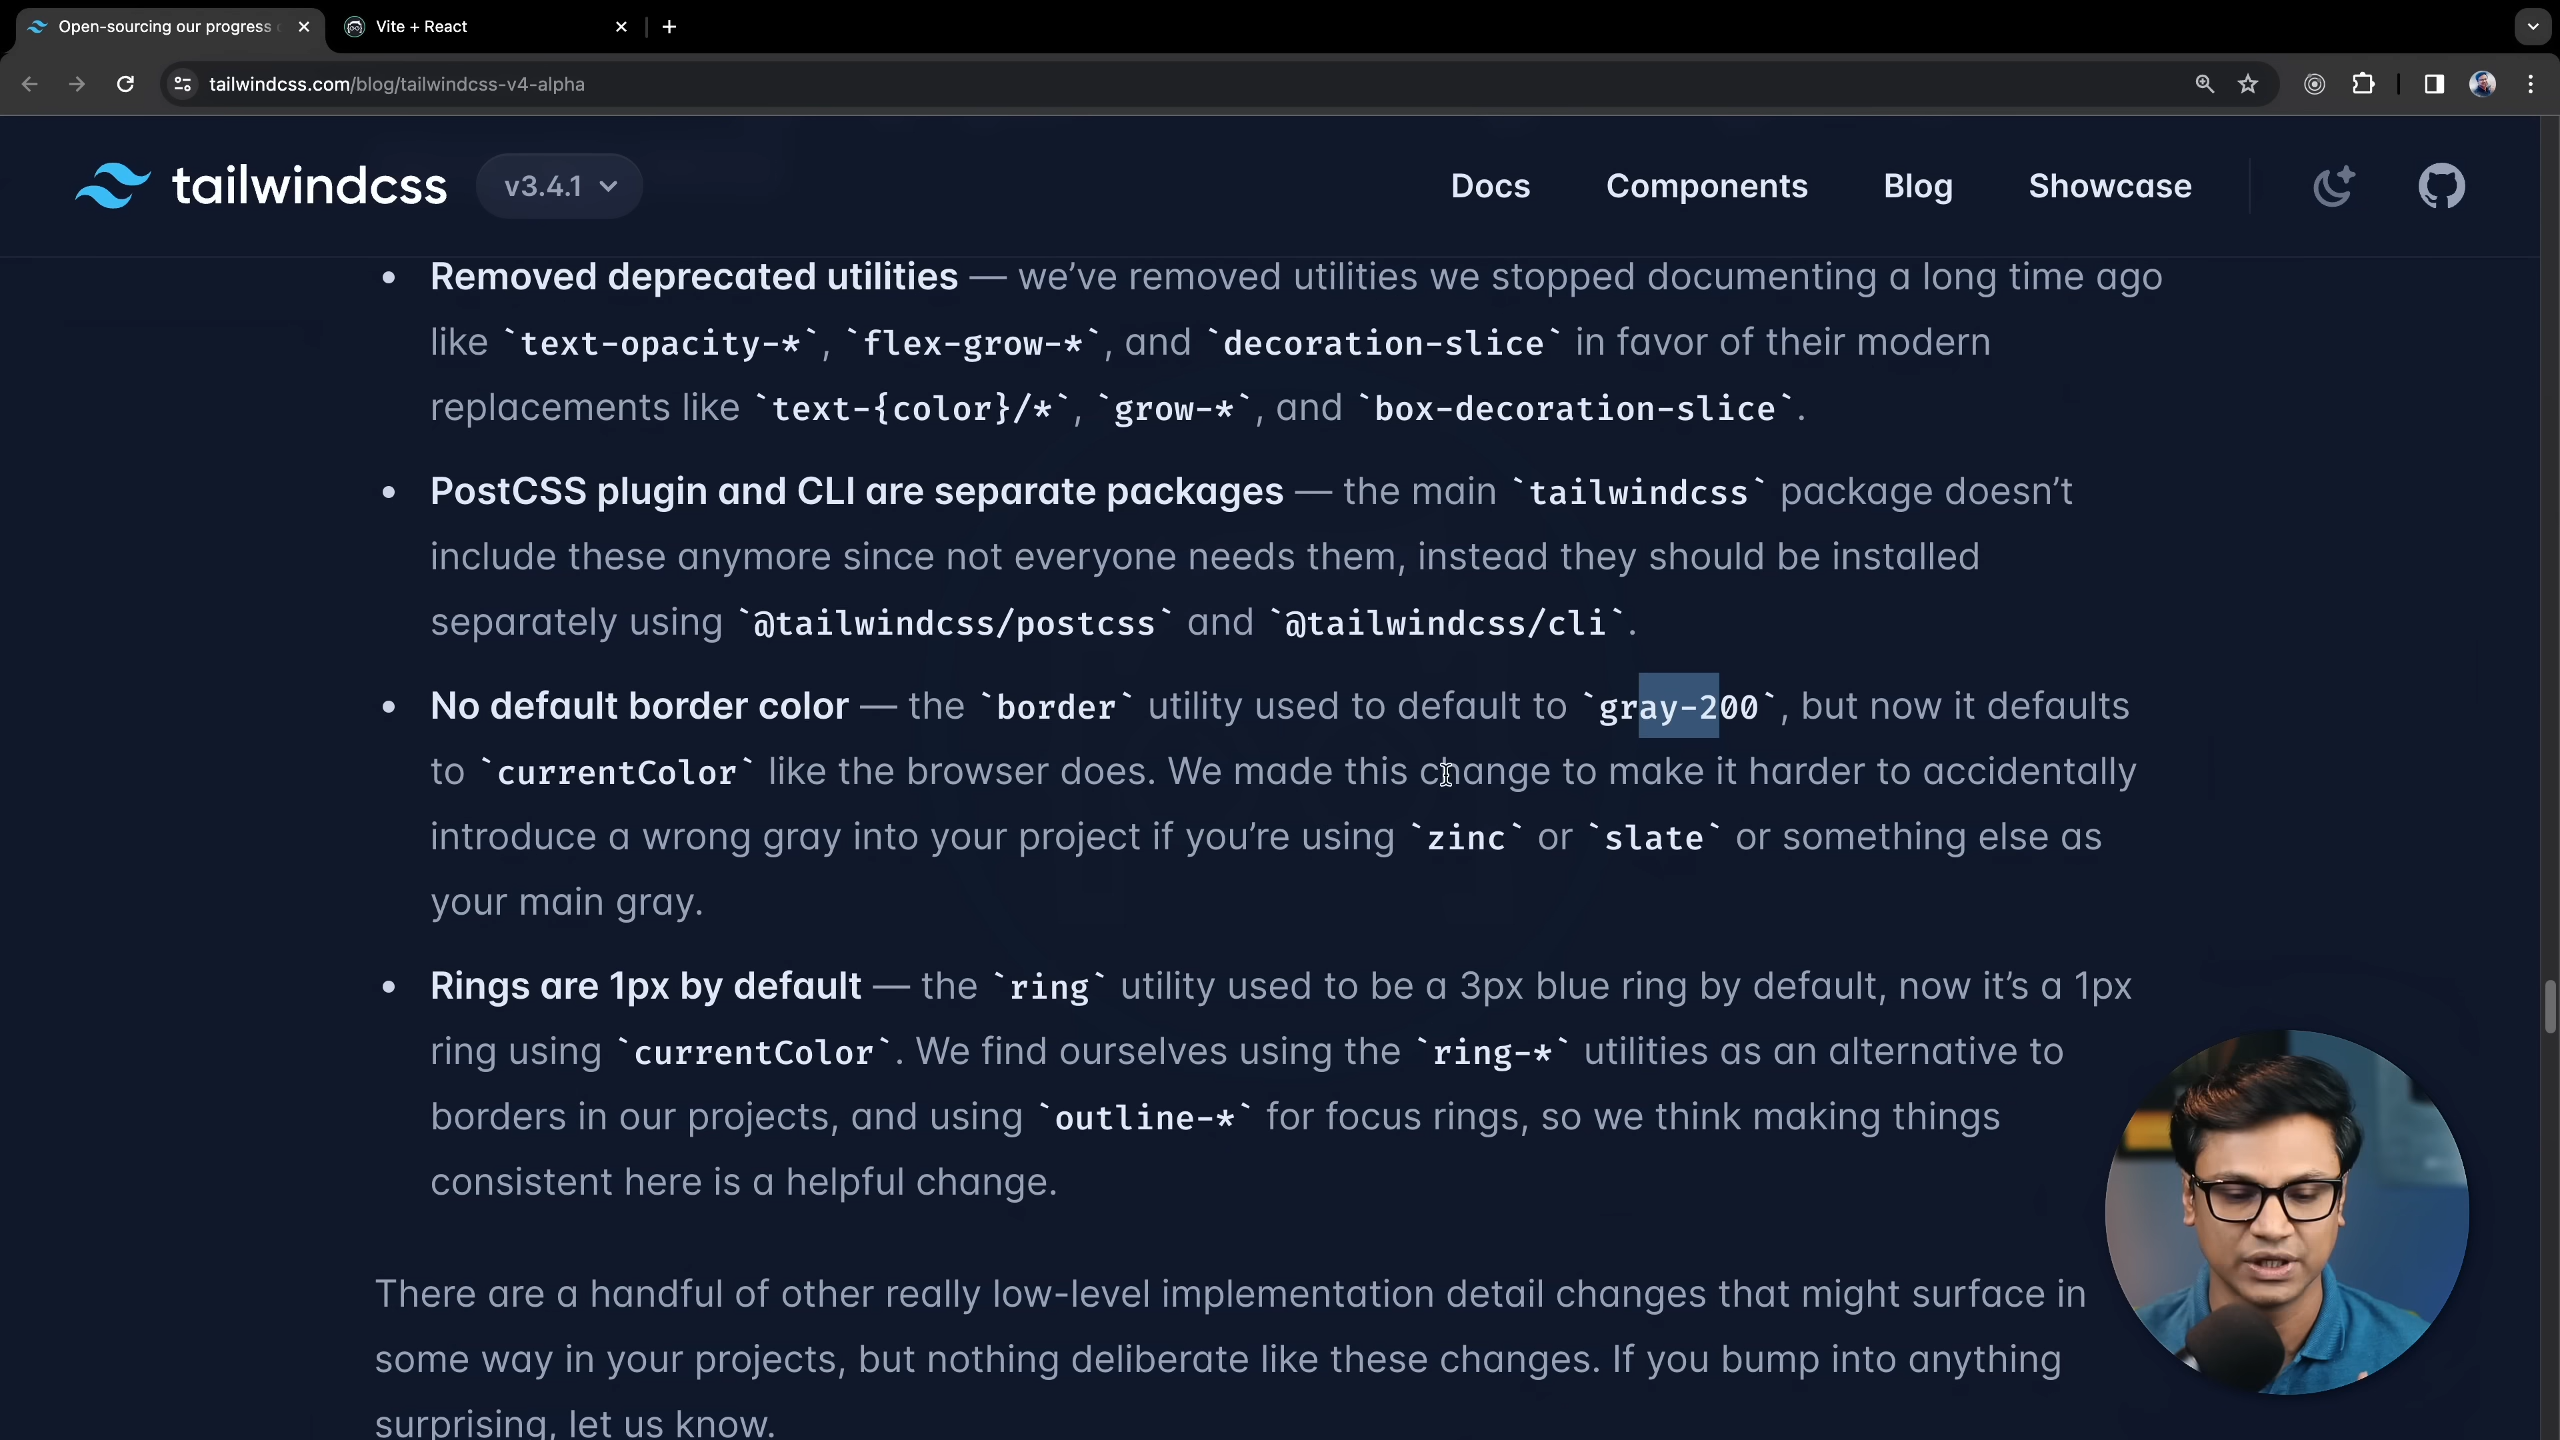 Open-sourcing our progress
Vite + React
tailwindcss.com/blog/tailwindcss-v4-alpha
tailwindcss
v3.4.1
Docs
Components
Blog
Showcase
• Removed deprecated utilities — we’ve removed utilities we stopped documenting a long time ago
like `text-opacity-*`, `flex-grow-*`, and `decoration-slice` in favor of their modern
replacements like `text-{color}/*`, `grow-*`, and `box-decoration-slice`.
• PostCSS plugin and CLI are separate packages — the main `tailwindcss` package doesn’t
include these anymore since not everyone needs them, instead they should be installed
separately using `@tailwindcss/postcss` and `@tailwindcss/cli`.
• No default border color — the `border` utility used to default to `gray-200`, but now it defaults
to `currentColor` like the browser does. We made this change to make it harder to accidentally
introduce a wrong gray into your project if you’re using `zinc` or `slate` or something else as
your main gray.
• Rings are 1px by default — the `ring` utility used to be a 3px blue ring by default, now it’s a 1px
ring using `currentColor`. We find ourselves using the `ring-*` utilities as an alternative to
borders in our projects, and using `outline-*` for focus rings, so we think making things
consistent here is a helpful change.
There are a handful of other really low-level implementation detail changes that might surface in
some way in your projects, but nothing deliberate like these changes. If you bump into anything
surprising, let us know.